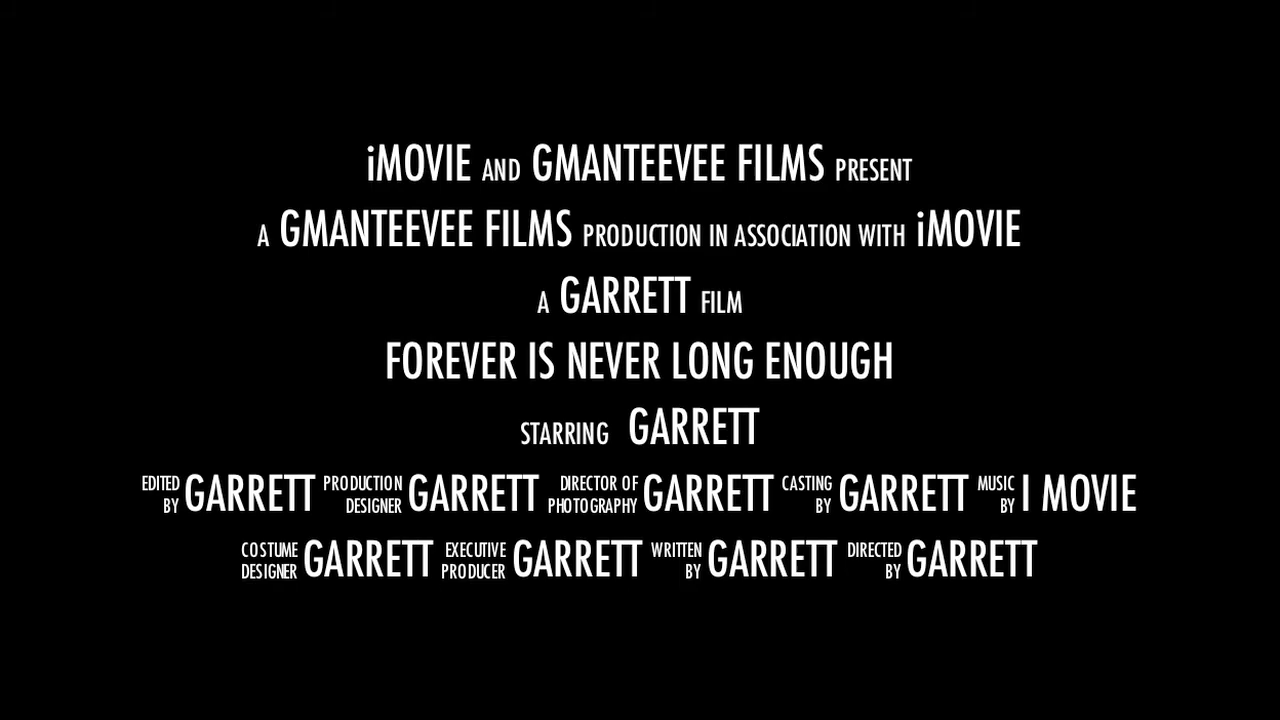 iMOVIE AND GMANTEEVEE FILMS PRESENT
A GMANTEEVEE FILMS PRODUCTION IN ASSOCIATION WITH iMOVIE
A GARRETT FILM
FOREVER IS NEVER LONG ENOUGH
STARRING GARRETT
EDITED BY GARRETT PRODUCTION DESIGNER GARRETT DIRECTOR OF PHOTOGRAPHY GARRETT CASTING BY GARRETT MUSIC BY I MOVIE
COSTUME DESIGNER GARRETT EXECUTIVE PRODUCER GARRETT WRITTEN BY GARRETT DIRECTED BY GARRETT